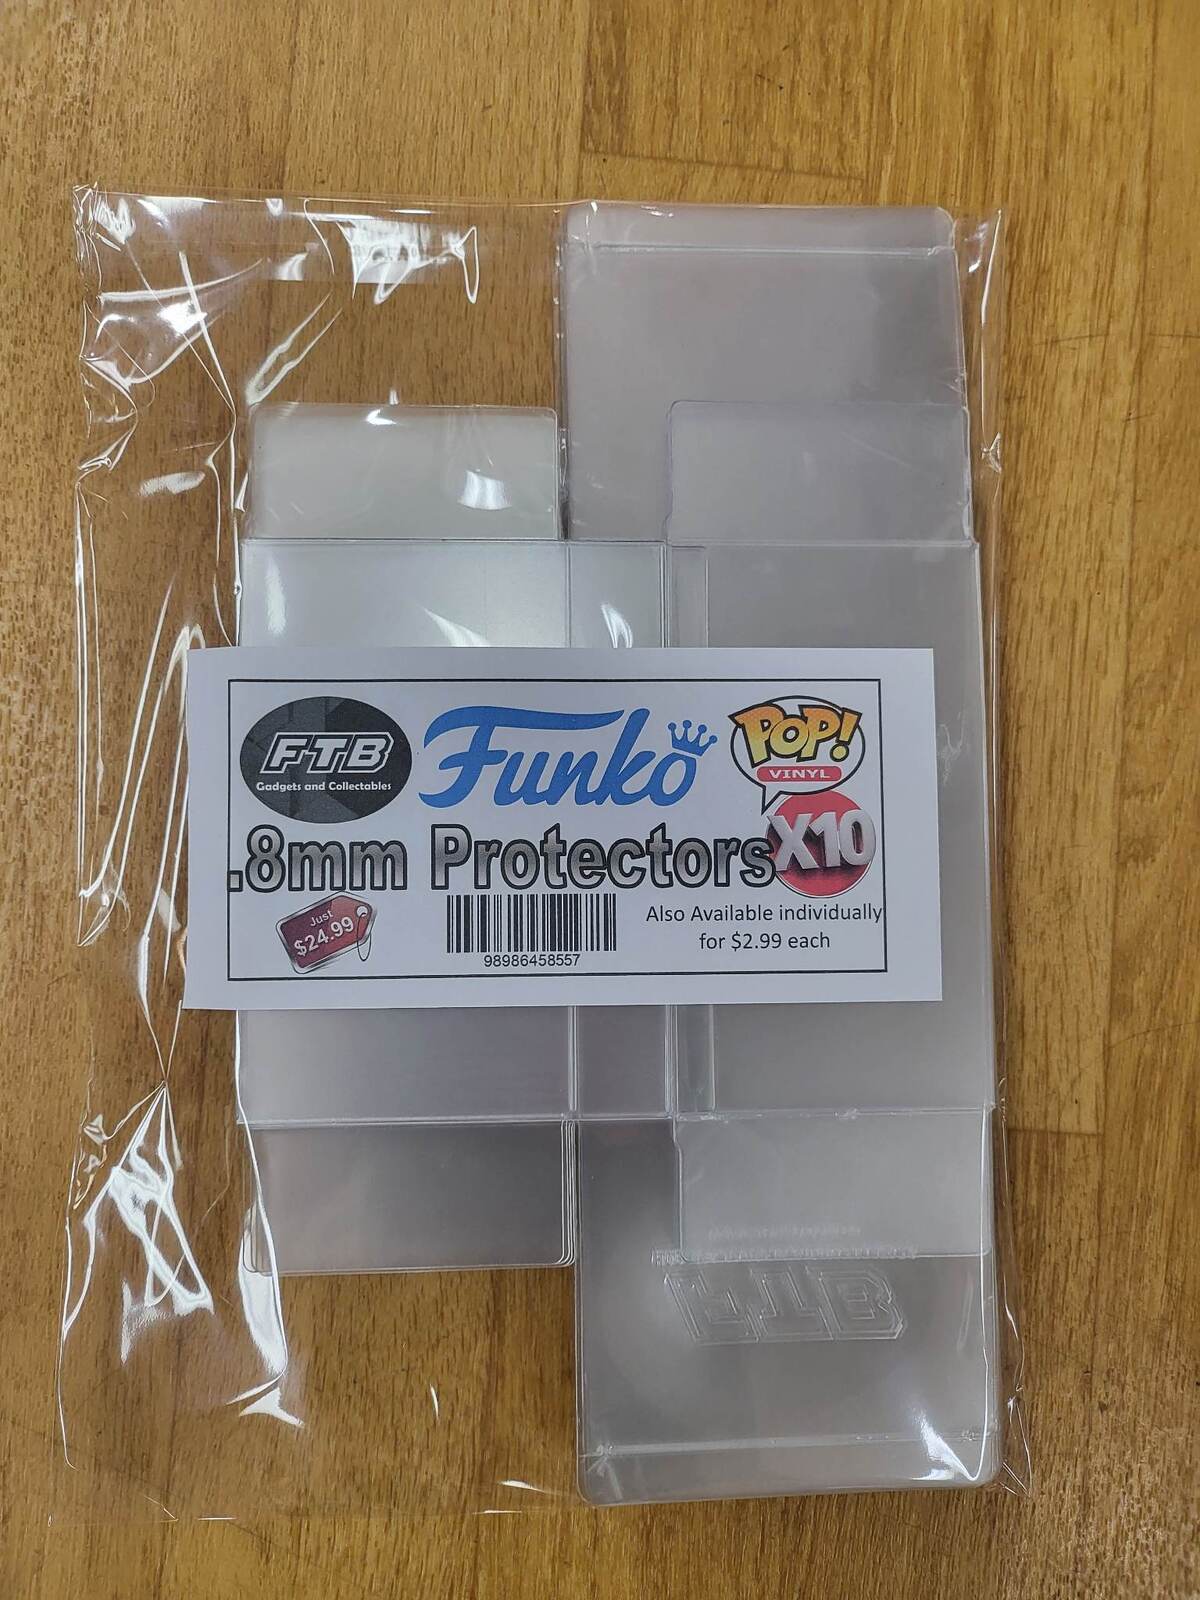 FTB
Gadgets and Collectables
Funko
POP!
VINYL
.8mm Protectors
X10
Just
$24.99
98986458557
Also Available individually
for $2.99 each
FTB